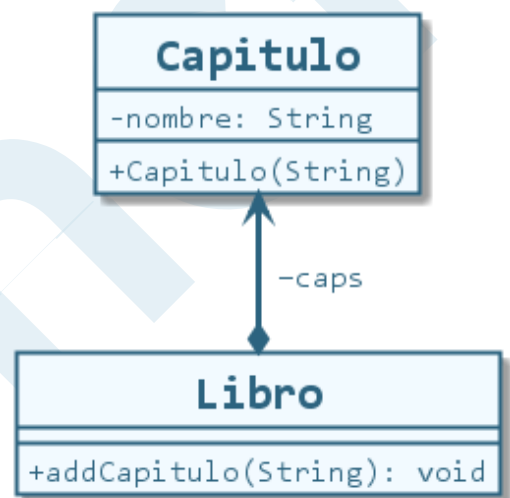 Capitulo
-nombre: String
+Capitulo(String)
-caps
Libro
+addCapitulo(String): void